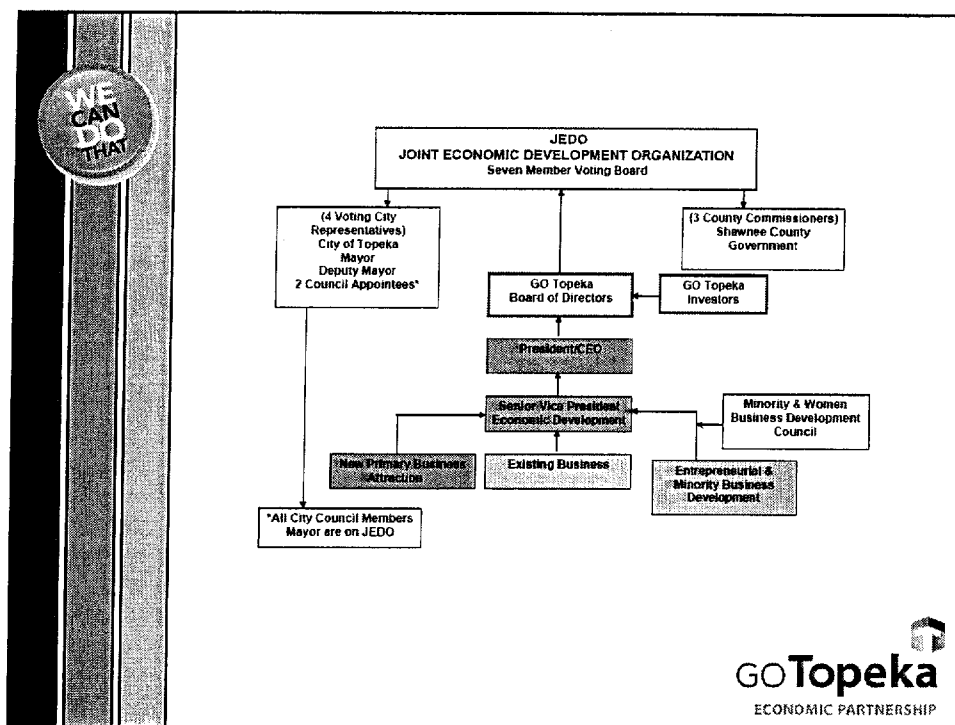 WE
CAN
DO
THAT
JEDO
JOINT ECONOMIC DEVELOPMENT ORGANIZATION
Seven Member Voting Board
(4 Voting City
Representatives)
City of Topeka
Mayor
Deputy Mayor
2 Council Appointees*
(3 County Commissioners)
Shawnee County
Government
GO Topeka
Board of Directors
GO Topeka
Investors
President/CEO
Senior Vice President
Economic Development
Minority & Women
Business Development
Council
New Primary Business
Attraction
Existing Business
Entrepreneurial &
Minority Business
Development
*All City Council Members
Mayor are on JEDO
GO Topeka
ECONOMIC PARTNERSHIP